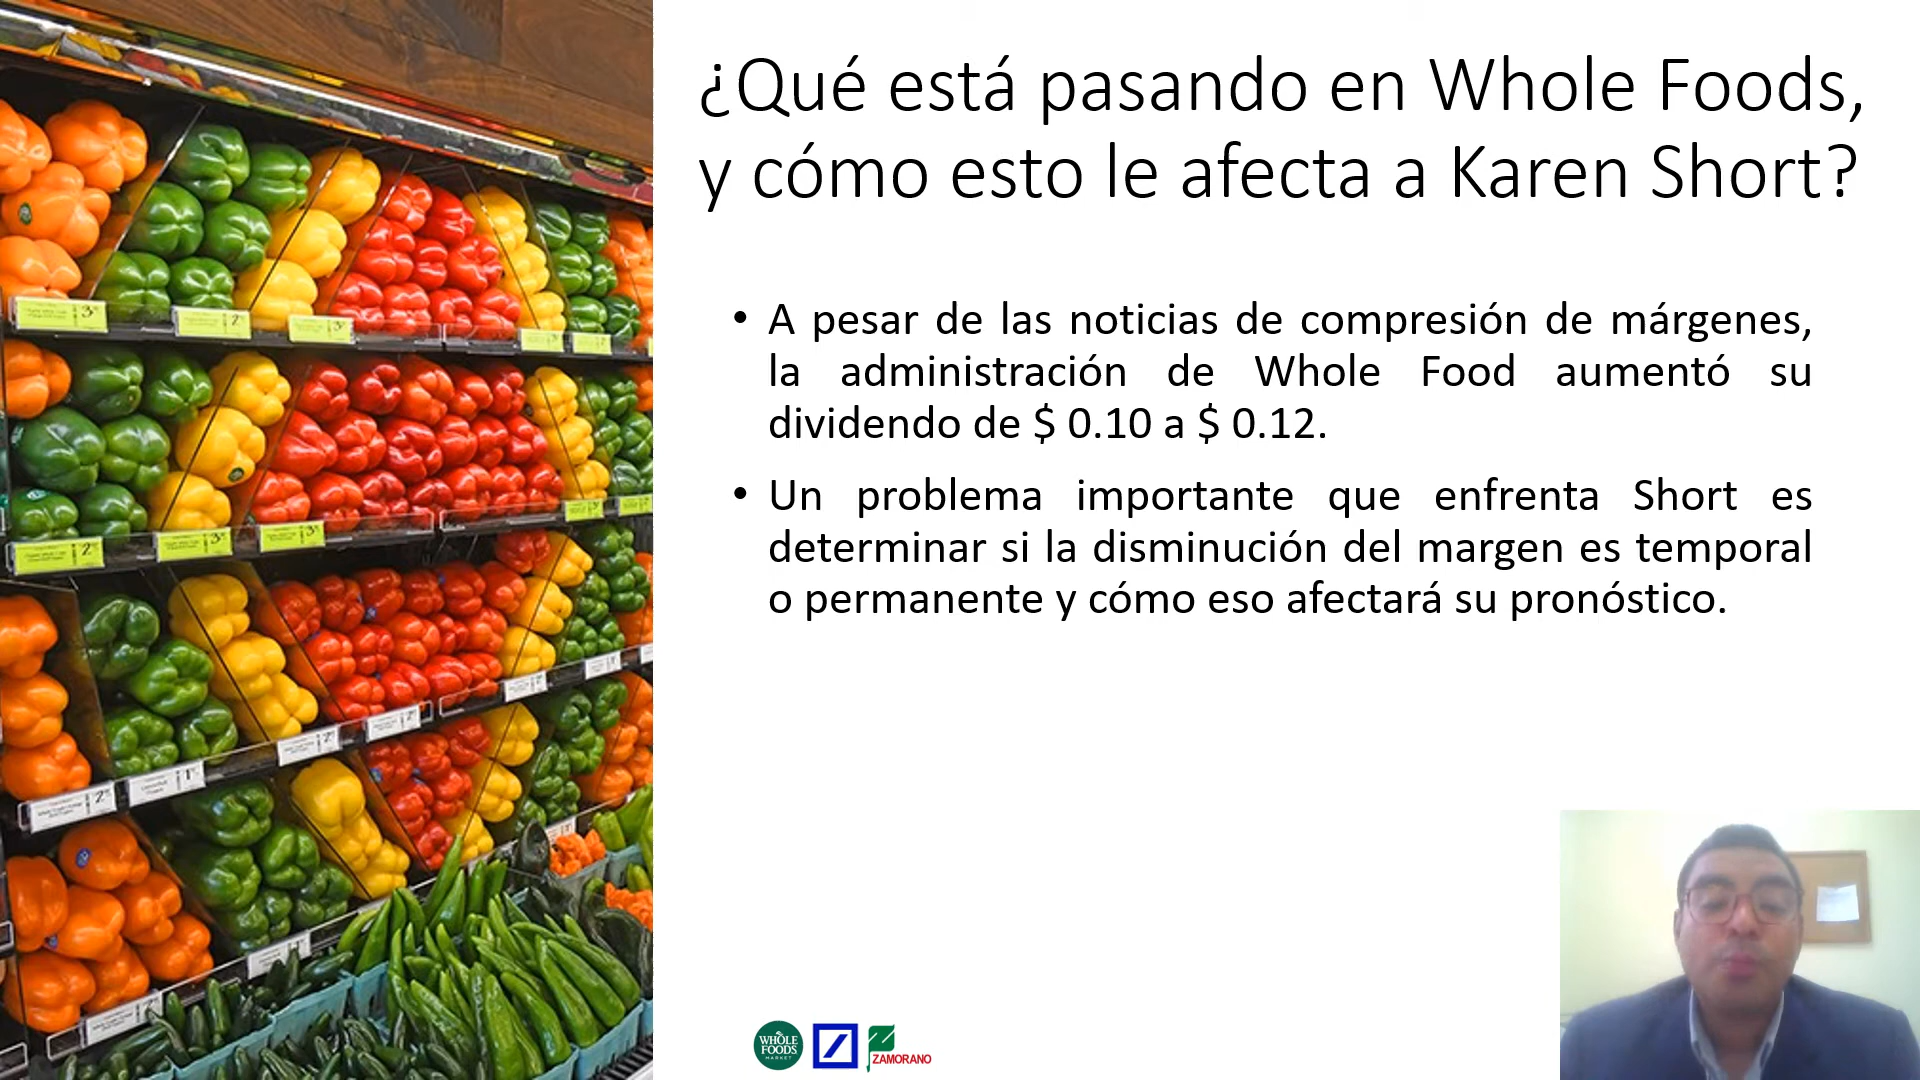 ¿Qué está pasando en Whole Foods,
y cómo esto le afecta a Karen Short?
• A pesar de las noticias de compresión de márgenes,
la administración de Whole Food aumentó su
dividendo de $ 0.10 a $ 0.12.
• Un problema importante que enfrenta Short es
determinar si la disminución del margen es temporal
o permanente y cómo eso afectará su pronóstico.
WHOLE
FOODS
MARKET
ZAMORANO